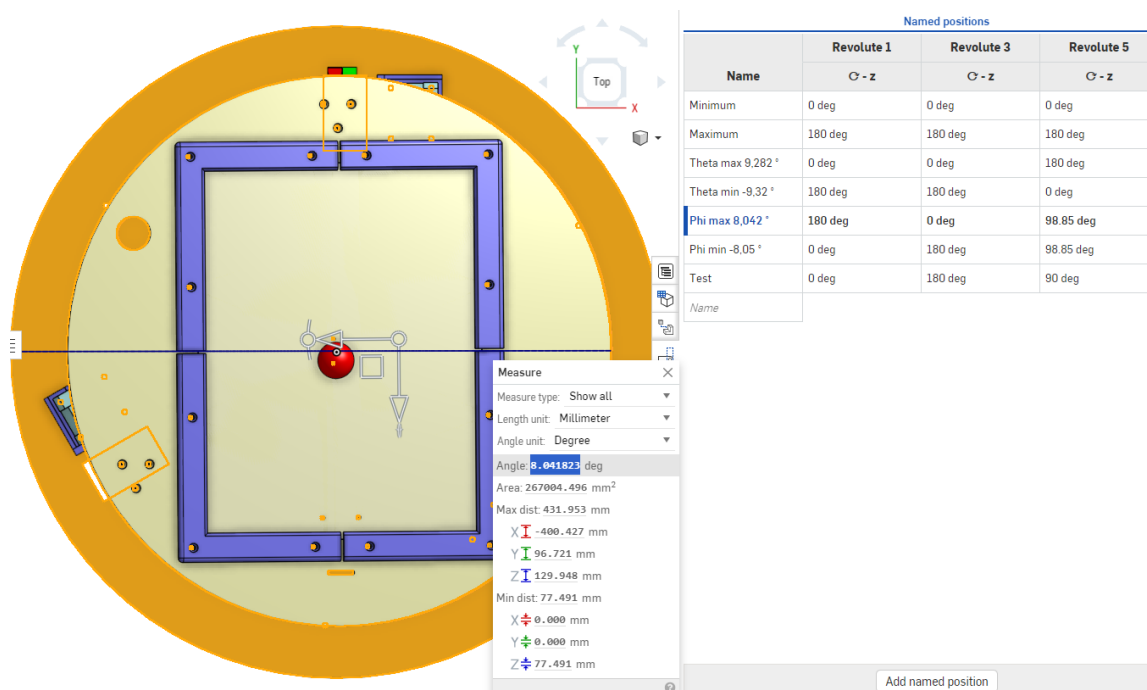 Named positions
Revolute 1 Revolute 3 Revolute 5
Name ⟳ - z ⟳ - z ⟳ - z
Minimum 0 deg 0 deg 0 deg
Maximum 180 deg 180 deg 180 deg
Theta max 9,282 ° 0 deg 0 deg 180 deg
Theta min -9,32 ° 180 deg 180 deg 0 deg
Phi max 8,042 ° 180 deg 0 deg 98.85 deg
Phi min -8,05 ° 0 deg 180 deg 98.85 deg
Test 0 deg 180 deg 90 deg
Name
Y
Top
X
Measure
Measure type: Show all
Length unit: Millimeter
Angle unit: Degree
Angle: 8.041823 deg
Area: 267004.496 mm²
Max dist: 431.953 mm
X -400.427 mm
Y 96.721 mm
Z 129.948 mm
Min dist: 77.491 mm
X 0.000 mm
Y 0.000 mm
Z 77.491 mm
Add named position